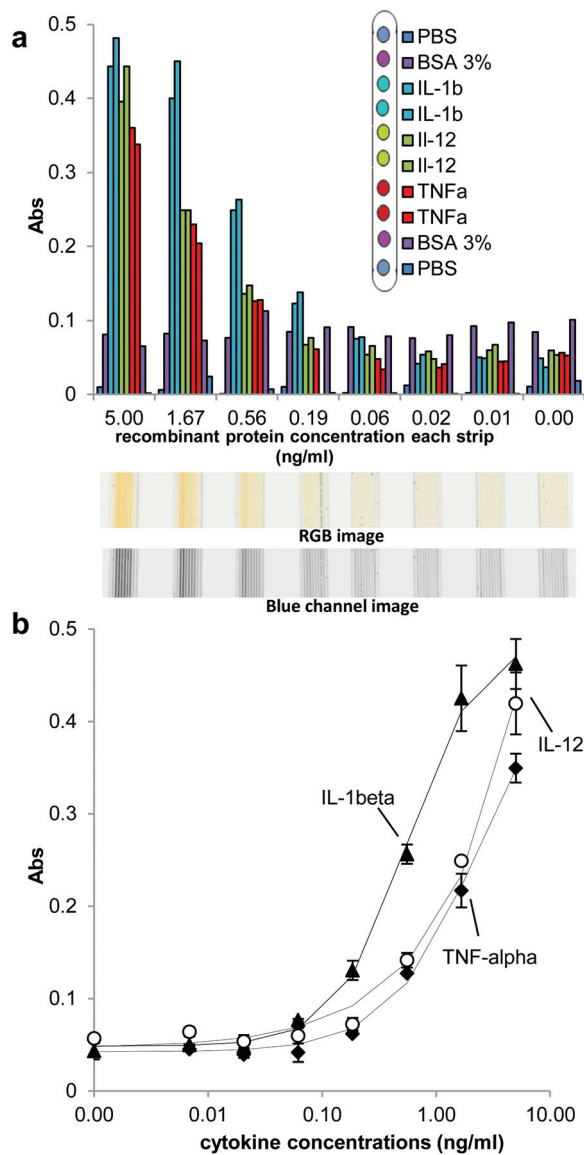 a
0.5
0.4
0.3
0.2
0.1
0
Abs
PBS
BSA 3%
IL-1b
IL-1b
Il-12
Il-12
TNFa
TNFa
BSA 3%
PBS
5.00 1.67 0.56 0.19 0.06 0.02 0.01 0.00
recombinant protein concentration each strip
(ng/ml)
RGB image
Blue channel image
b
0.5
0.4
0.3
0.2
0.1
0
Abs
IL-1beta
IL-12
TNF-alpha
0.00 0.01 0.10 1.00 10.00
cytokine concentrations (ng/ml)